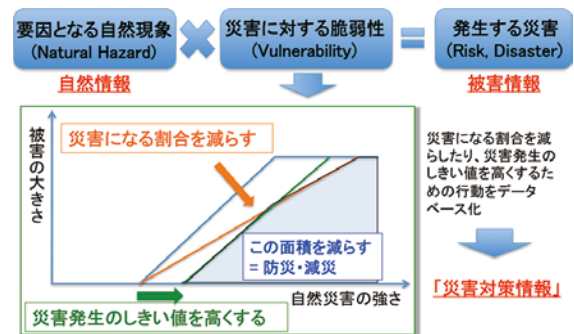 要因となる自然現象
(Natural Hazard)
災害に対する脆弱性
(Vulnerability)
発生する災害
(Risk, Disaster)
自然情報
被害情報
被害の大きさ
災害になる割合を減らす
この面積を減らす
= 防災・減災
自然災害の強さ
災害発生のしきい値を高くする
災害になる割合を減
らしたり、災害発生の
しきい値を高くするた
めの行動をデータ
ベース化
「災害対策情報」